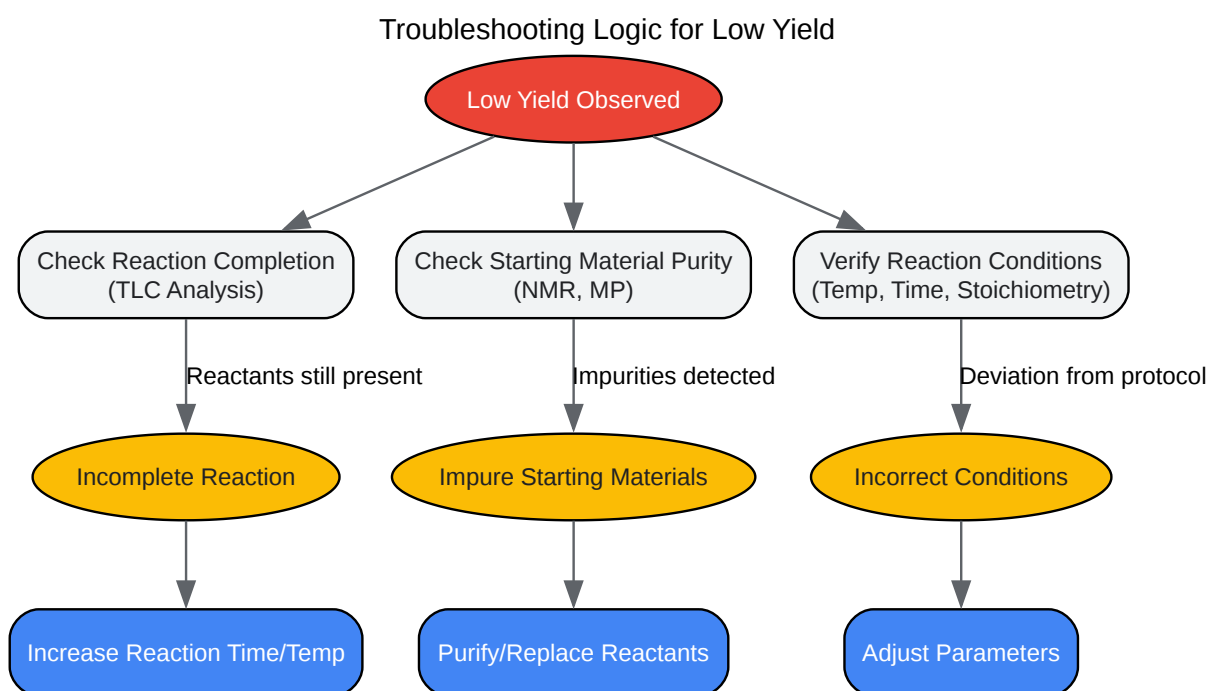 Troubleshooting Logic for Low Yield
Low Yield Observed
Check Reaction Completion
(TLC Analysis)
Check Starting Material Purity
(NMR, MP)
Verify Reaction Conditions
(Temp, Time, Stoichiometry)
Reactants still present
Impurities detected
Deviation from protocol
Incomplete Reaction
Impure Starting Materials
Incorrect Conditions
Increase Reaction Time/Temp
Purify/Replace Reactants
Adjust Parameters